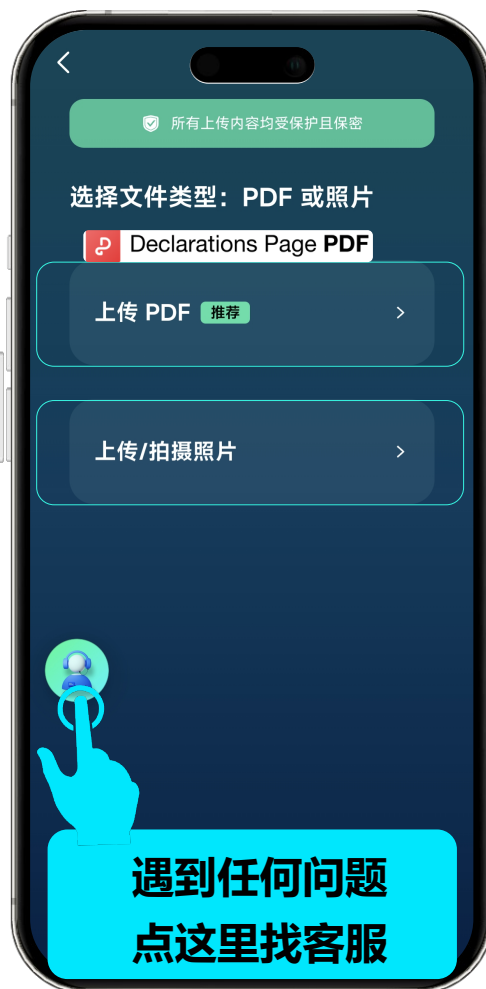 所有上传内容均受保护且保密
选择文件类型：PDF 或照片
Declarations Page PDF
上传 PDF 推荐
上传/拍摄照片
遇到任何问题
点这里找客服